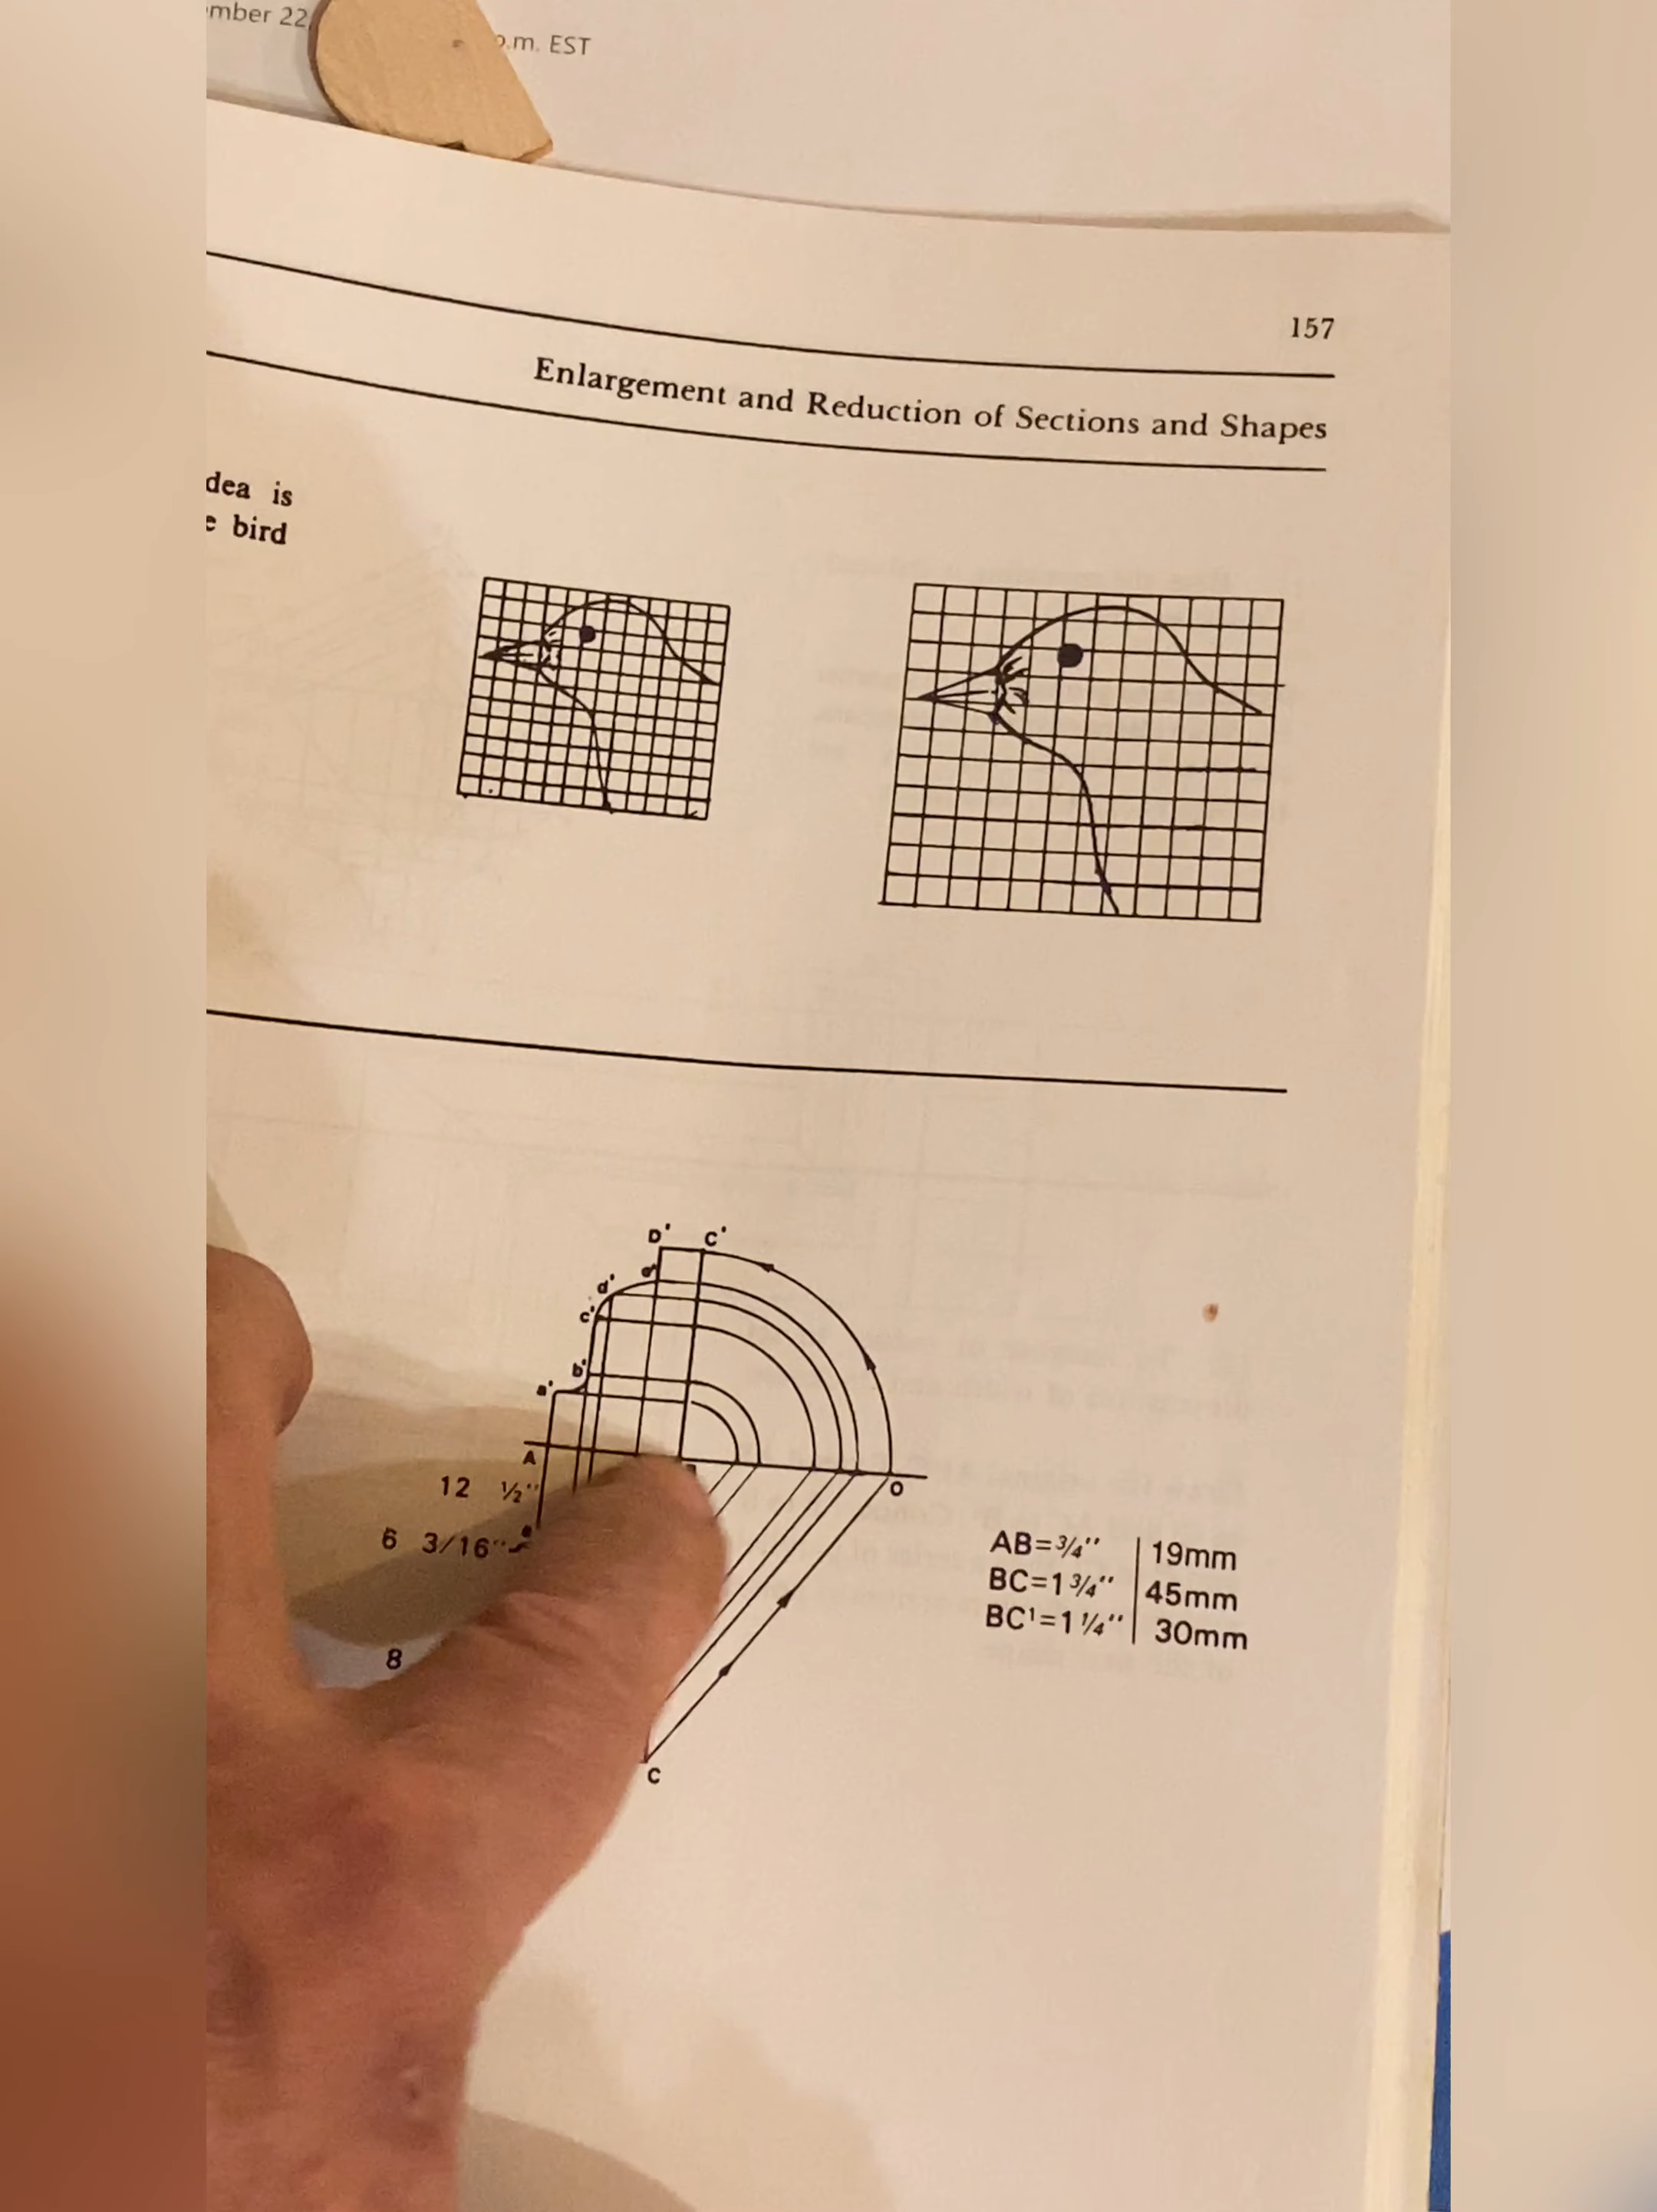 mber 22,
p.m. EST
157
Enlargement and Reduction of Sections and Shapes
dea is
e bird
D' C'
e'
d'
c'
b'
a'
A
O
12 ½"
6 3/16"
8
C
AB=¾" 19mm
BC=1¾" 45mm
BC¹=1¼" 30mm